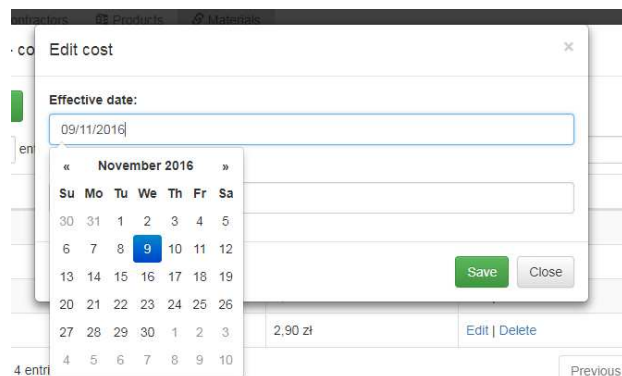 ontractors Products Materials
co Edit cost ×
Effective date:
09/11/2016
en
« November 2016 »
Su Mo Tu We Th Fr Sa
30 31 1 2 3 4 5
6 7 8 9 10 11 12
13 14 15 16 17 18 19
Save Close
20 21 22 23 24 25 26
27 28 29 30 1 2 3
2,90 zł Edit | Delete
4 5 6 7 8 9 10
4 entri
Previous